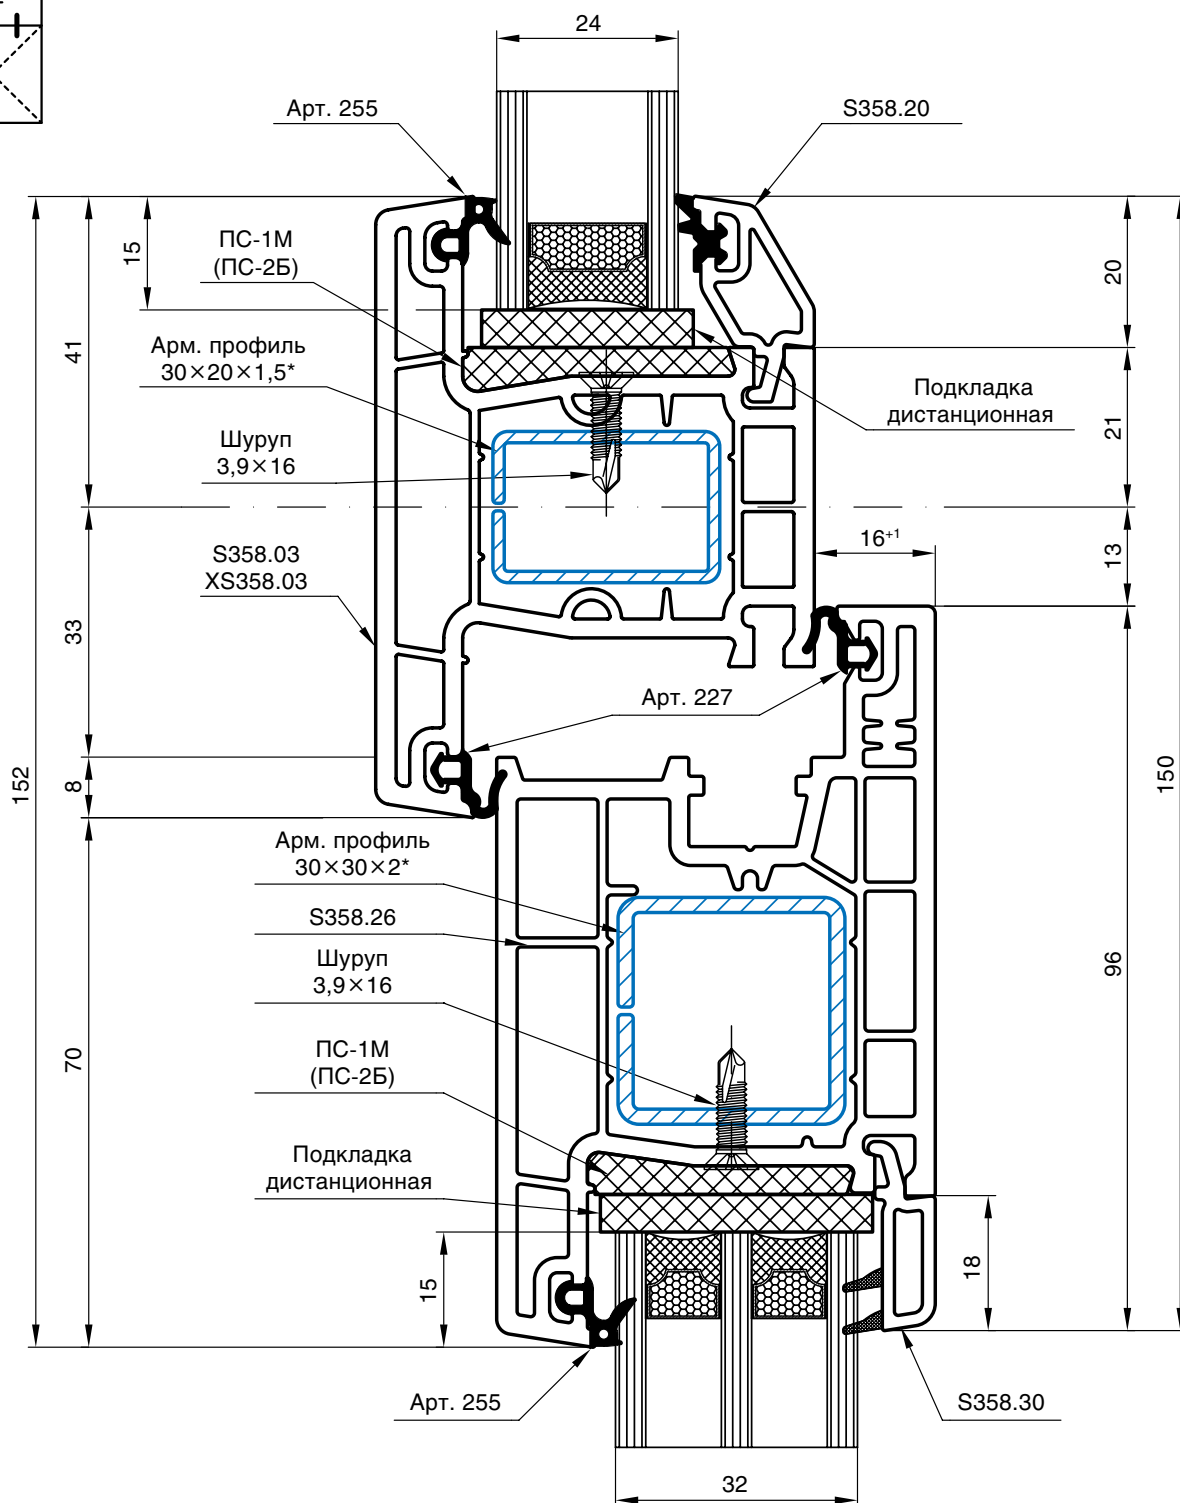 24
Арт. 255
S358.20
15
ПС-1М
(ПС-2Б)
20
41
Арм. профиль
30×20×1,5*
Подкладка
дистанционная
21
Шуруп
3,9×16
16+1
13
S358.03
XS358.03
33
Арт. 227
152
8
150
Арм. профиль
30×30×2*
S358.26
Шуруп
3,9×16
96
70
ПС-1М
(ПС-2Б)
Подкладка
дистанционная
15
18
Арт. 255
S358.30
32